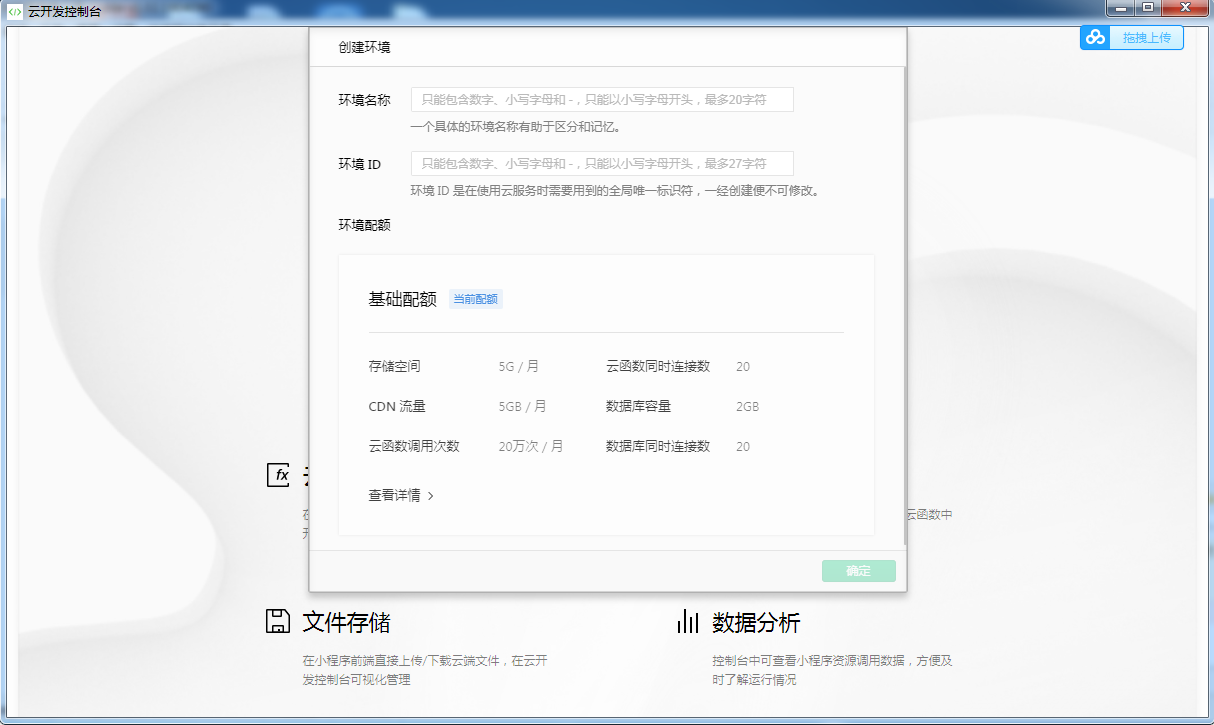 云开发控制台
拖拽上传
创建环境
环境名称
只能包含数字、小写字母和 -，只能以小写字母开头，最多20字符
一个具体的环境名称有助于区分和记忆。
环境 ID
只能包含数字、小写字母和 -，只能以小写字母开头，最多27字符
环境 ID 是在使用云服务时需要用到的全局唯一标识符，一经创建便不可修改。
环境配额
基础配额 当前配额
存储空间 5G / 月 云函数同时连接数 20
CDN 流量 5GB / 月 数据库容量 2GB
云函数调用次数 20万次 / 月 数据库同时连接数 20
查看详情
fx
云函数中
确定
文件存储
在小程序前端直接上传/下载云端文件，在云开
发控制台可视化管理
数据分析
控制台中可查看小程序资源调用数据，方便及
时了解运行情况